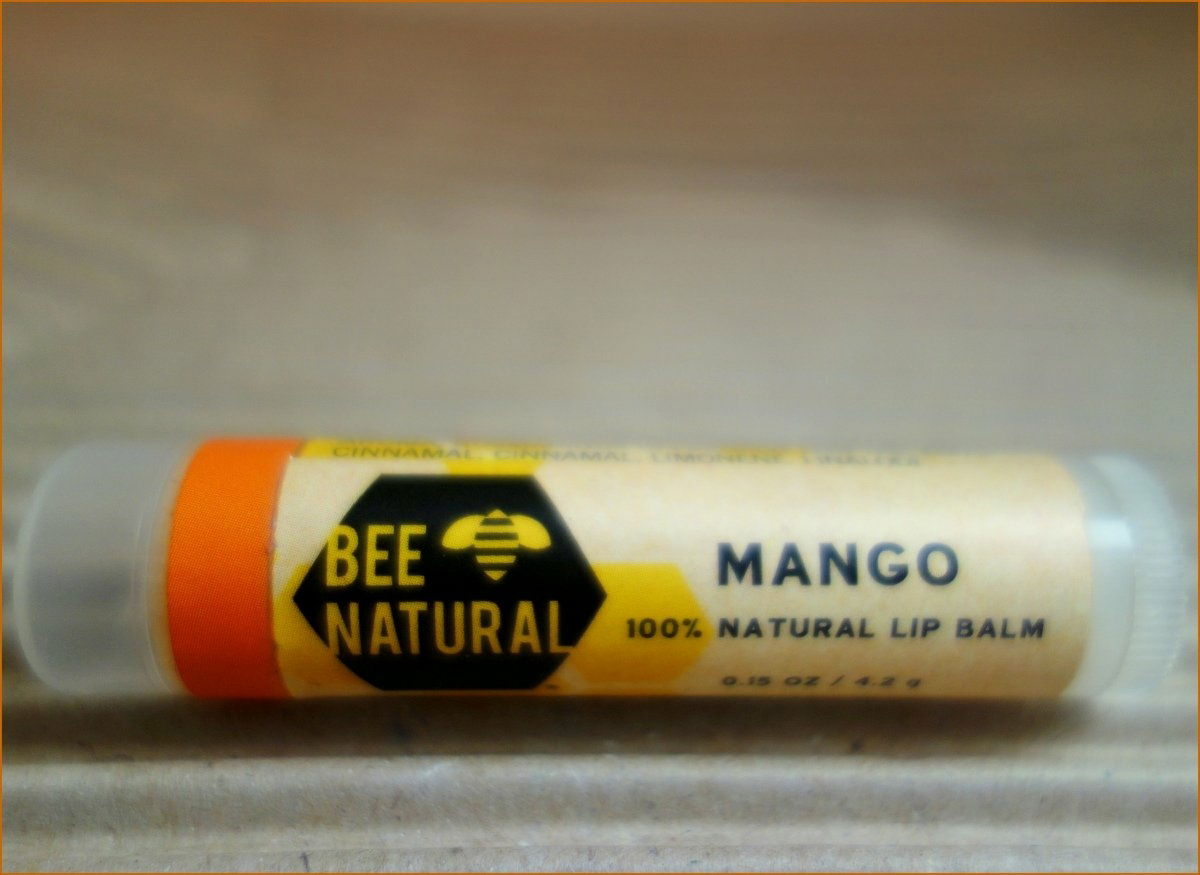 CINNAMAL, CINNAMAL, LIMONENE,
BEE
NATURAL
MANGO
100% NATURAL LIP BALM
0.15 OZ / 4.2 g